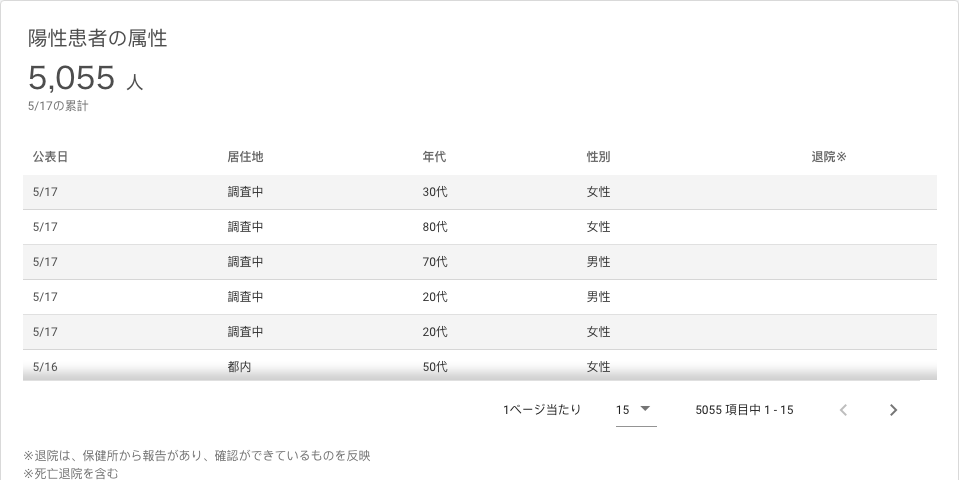 陽性患者の属性
5,055 人
5/17の累計
公表日 居住地 年代 性別 退院※
5/17 調査中 30代 女性
5/17 調査中 80代 女性
5/17 調査中 70代 男性
5/17 調査中 20代 男性
5/17 調査中 20代 女性
5/16 都内 50代 女性
1ページ当たり 15 5055 項目中 1 - 15
※退院は、保健所から報告があり、確認ができているものを反映
※死亡退院を含む